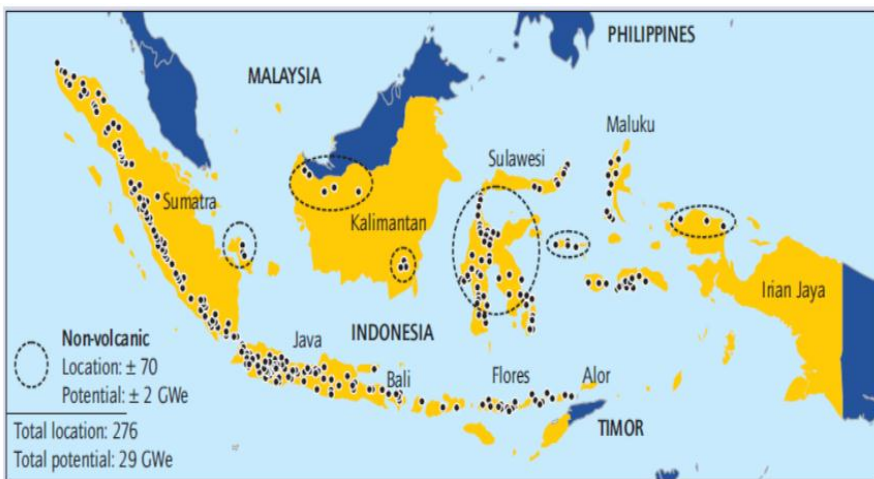 PHILIPPINES
MALAYSIA
Maluku
Sulawesi
Sumatra
Kalimantan
Irian Jaya
INDONESIA
Java
Bali
Flores
Alor
TIMOR
Non-volcanic
Location: ± 70
Potential: ± 2 GWe
Total location: 276
Total potential: 29 GWe